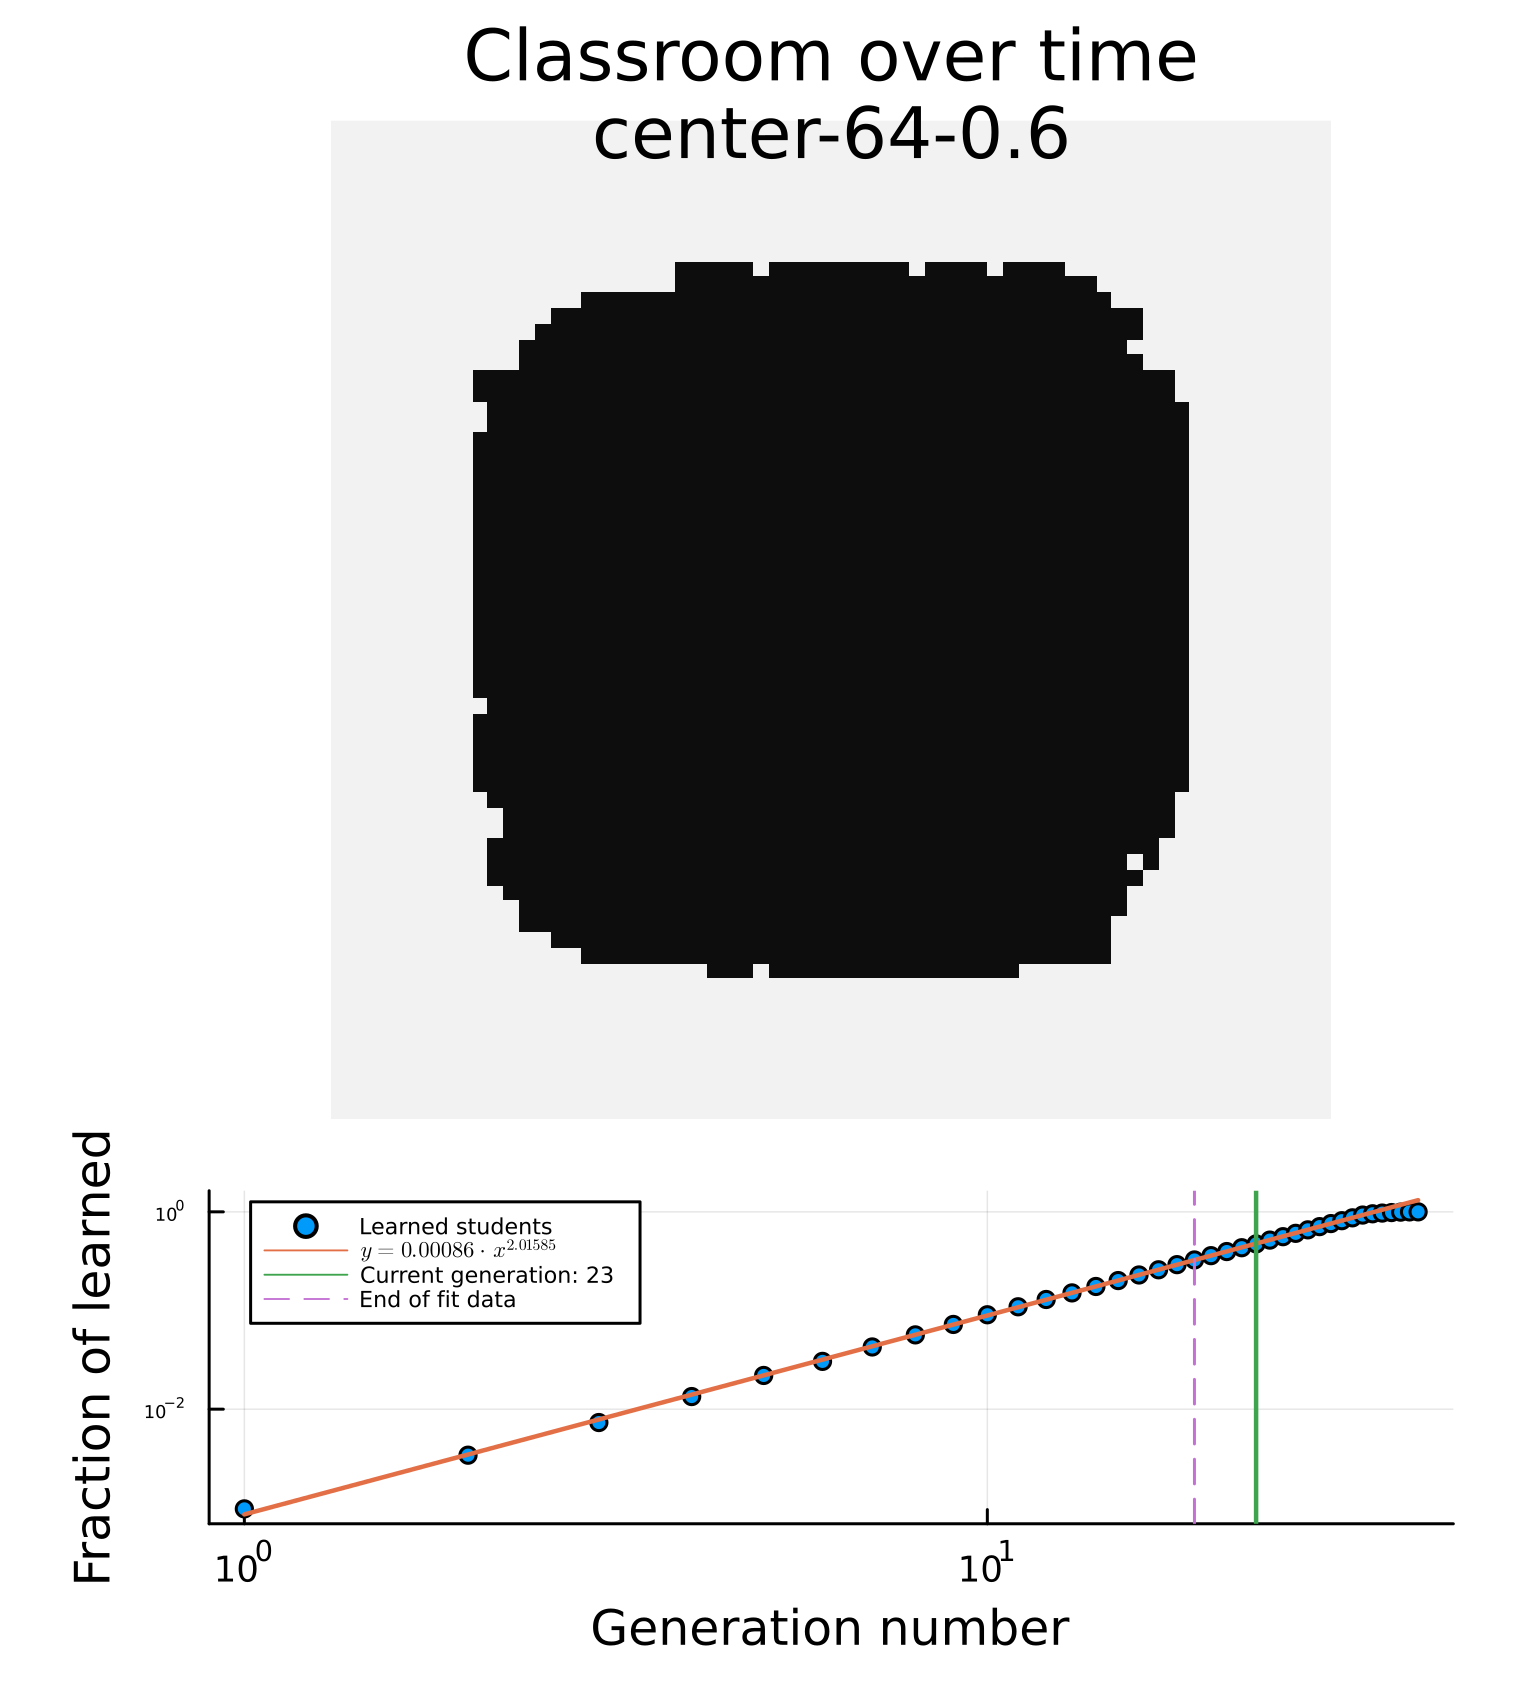 Classroom over time
center-64-0.6
Fraction of learned
10⁰
10⁻²
Learned students
y = 0.00086 · x^2.01585
Current generation: 23
End of fit data
10⁰
10¹
Generation number